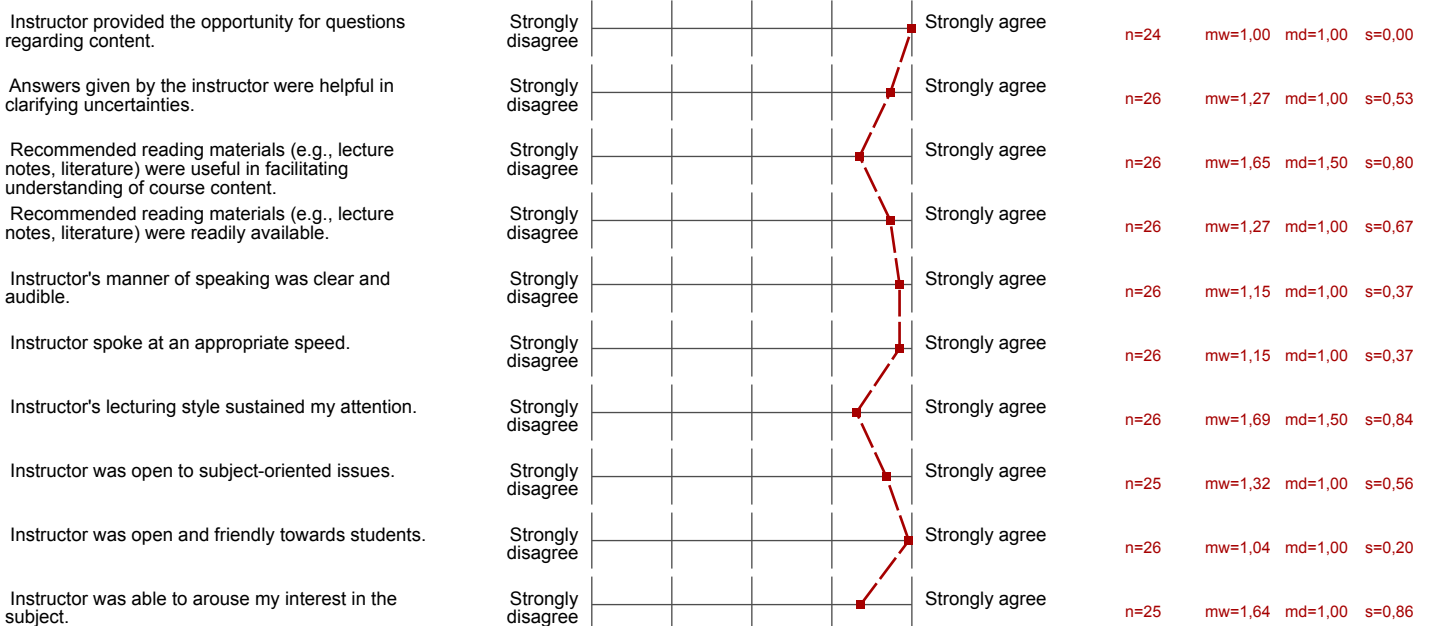 Instructor provided the opportunity for questions
regarding content.
Strongly
disagree
Strongly agree
n=24 mw=1,00 md=1,00 s=0,00
Answers given by the instructor were helpful in
clarifying uncertainties.
Strongly
disagree
Strongly agree
n=26 mw=1,27 md=1,00 s=0,53
Recommended reading materials (e.g., lecture
notes, literature) were useful in facilitating
understanding of course content.
Strongly
disagree
Strongly agree
n=26 mw=1,65 md=1,50 s=0,80
Recommended reading materials (e.g., lecture
notes, literature) were readily available.
Strongly
disagree
Strongly agree
n=26 mw=1,27 md=1,00 s=0,67
Instructor's manner of speaking was clear and
audible.
Strongly
disagree
Strongly agree
n=26 mw=1,15 md=1,00 s=0,37
Instructor spoke at an appropriate speed.
Strongly
disagree
Strongly agree
n=26 mw=1,15 md=1,00 s=0,37
Instructor's lecturing style sustained my attention.
Strongly
disagree
Strongly agree
n=26 mw=1,69 md=1,50 s=0,84
Instructor was open to subject-oriented issues.
Strongly
disagree
Strongly agree
n=25 mw=1,32 md=1,00 s=0,56
Instructor was open and friendly towards students.
Strongly
disagree
Strongly agree
n=26 mw=1,04 md=1,00 s=0,20
Instructor was able to arouse my interest in the
subject.
Strongly
disagree
Strongly agree
n=25 mw=1,64 md=1,00 s=0,86